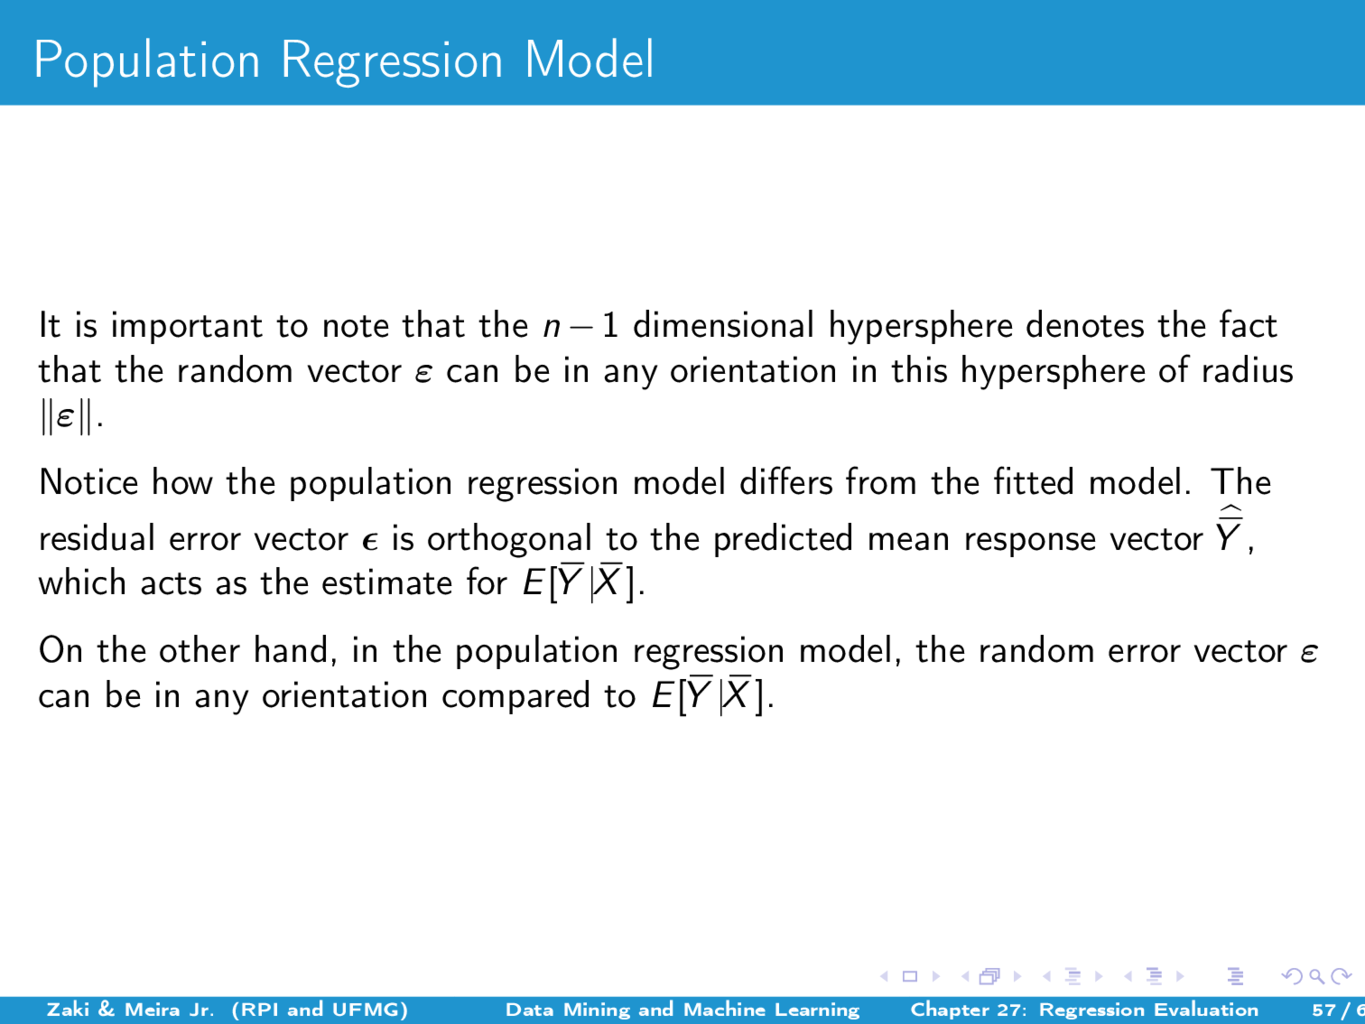 Population Regression Model
It is important to note that the n − 1 dimensional hypersphere denotes the fact
that the random vector ε can be in any orientation in this hypersphere of radius
‖ε‖.
Notice how the population regression model differs from the fitted model. The
residual error vector ϵ is orthogonal to the predicted mean response vector $\widehat{\overline{Y}}$,
which acts as the estimate for E[Y̅|X̅].
On the other hand, in the population regression model, the random error vector ε
can be in any orientation compared to E[Y̅|X̅].
Zaki & Meira Jr. (RPI and UFMG) Data Mining and Machine Learning Chapter 27: Regression Evaluation 57 /